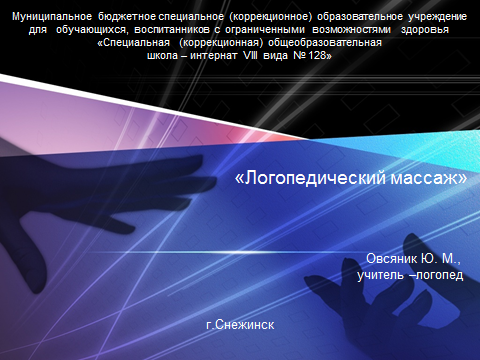 Муниципальное бюджетное специальное (коррекционное) образовательное учреждение
для обучающихся, воспитанников с ограниченными возможностями здоровья
«Специальная (коррекционная) общеобразовательная
школа – интернат VIII вида № 128»
«Логопедический массаж»
Овсяник Ю. М.,
учитель –логопед
г.Снежинск